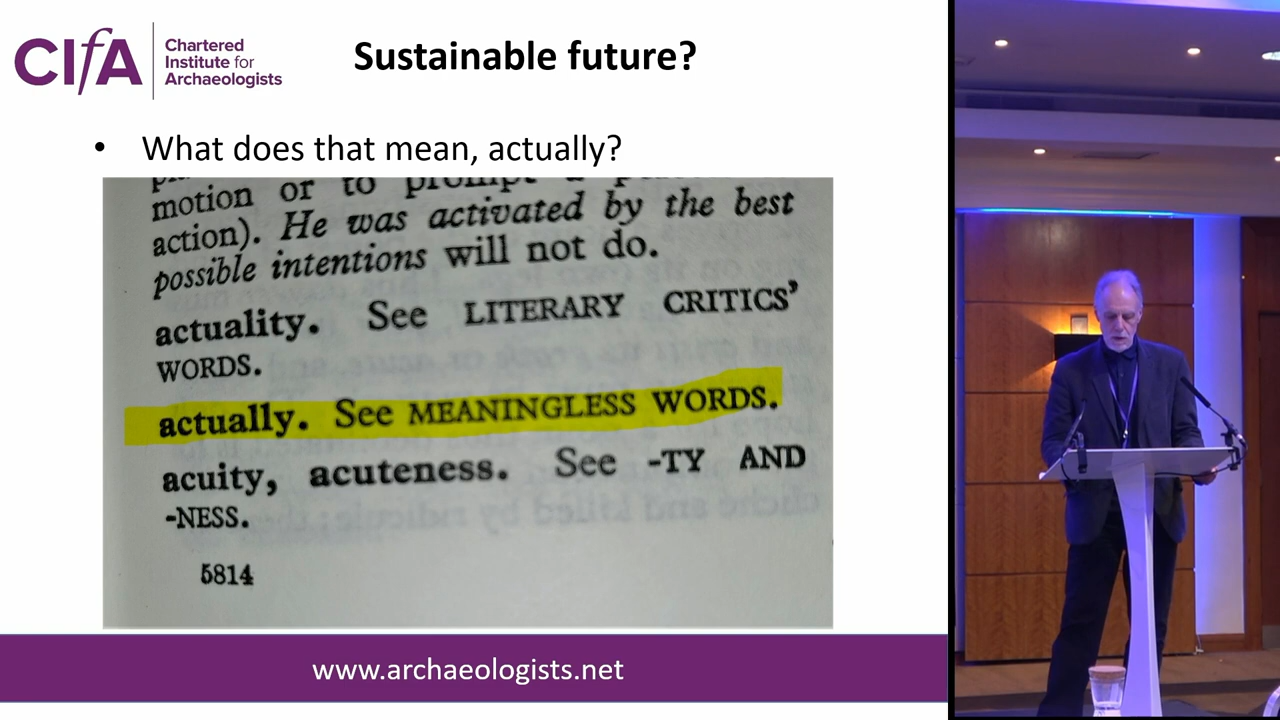 CIfA
Chartered
Institute for
Archaeologists
Sustainable future?
• What does that mean, actually?
motion or to prompt a
action). He was activated by the best
possible intentions will not do.
actuality. See LITERARY CRITICS'
WORDS.
actually. See MEANINGLESS WORDS.
acuity, acuteness. See -TY AND
-NESS.
5814
www.archaeologists.net